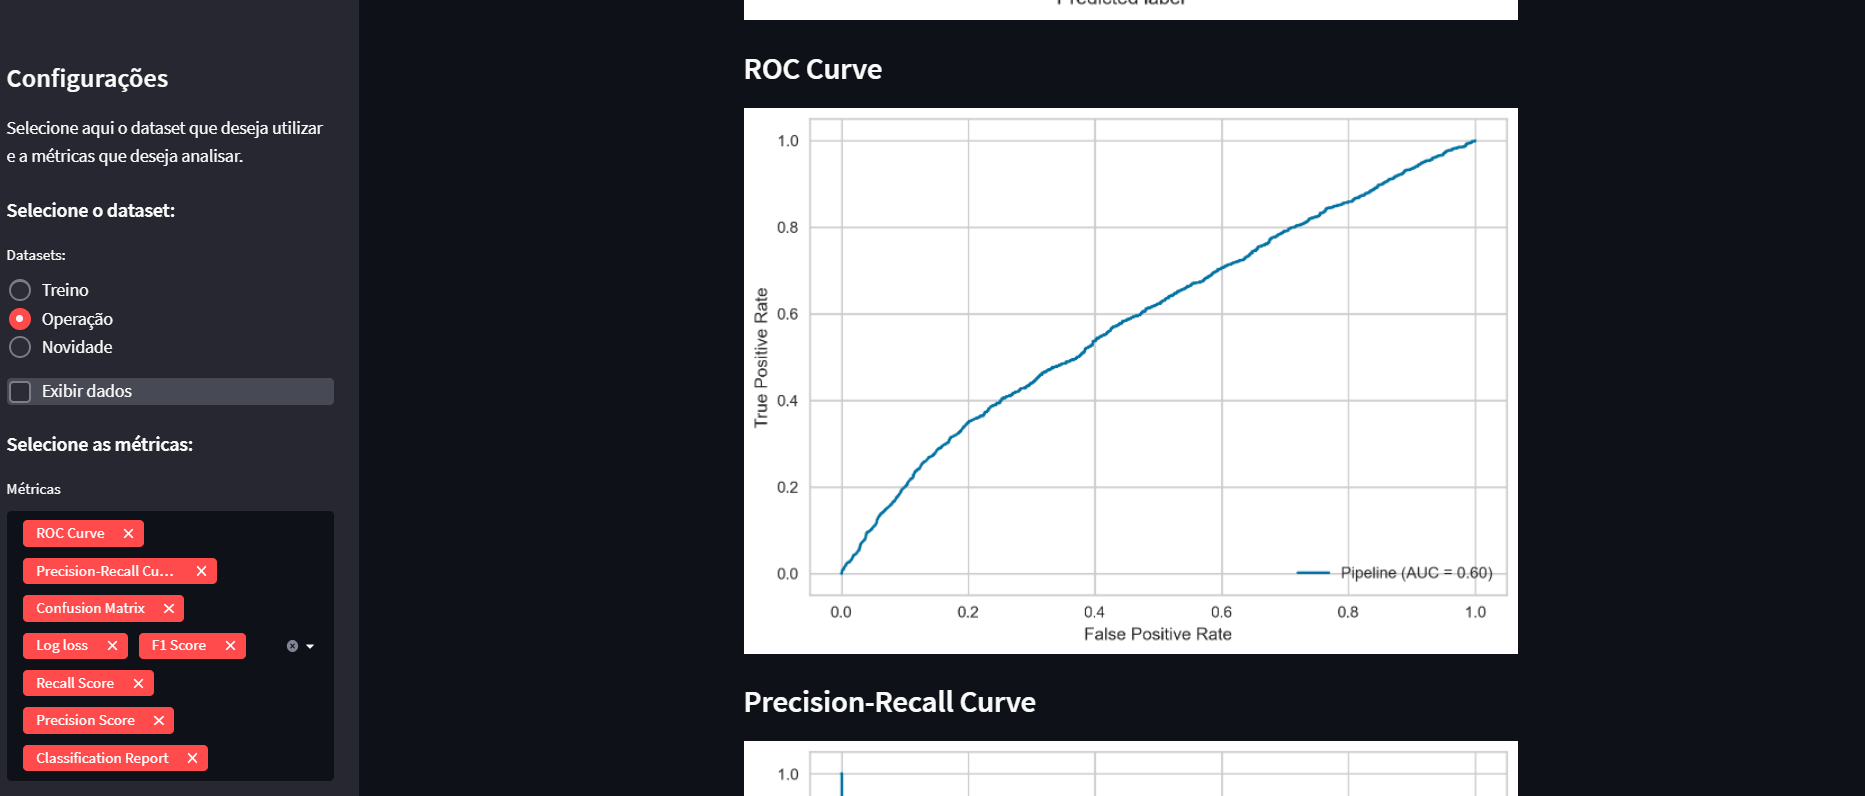 Configurações
Selecione aqui o dataset que deseja utilizar
e a métricas que deseja analisar.
Selecione o dataset:
Datasets:
Treino
Operação
Novidade
Exibir dados
Selecione as métricas:
Métricas
ROC Curve
Precision-Recall Cu...
Confusion Matrix
Log loss
F1 Score
Recall Score
Precision Score
Classification Report
Predicted label
ROC Curve
1.0
0.8
0.6
0.4
0.2
0.0
True Positive Rate
Pipeline (AUC = 0.60)
0.0 0.2 0.4 0.6 0.8 1.0
False Positive Rate
Precision-Recall Curve
1.0